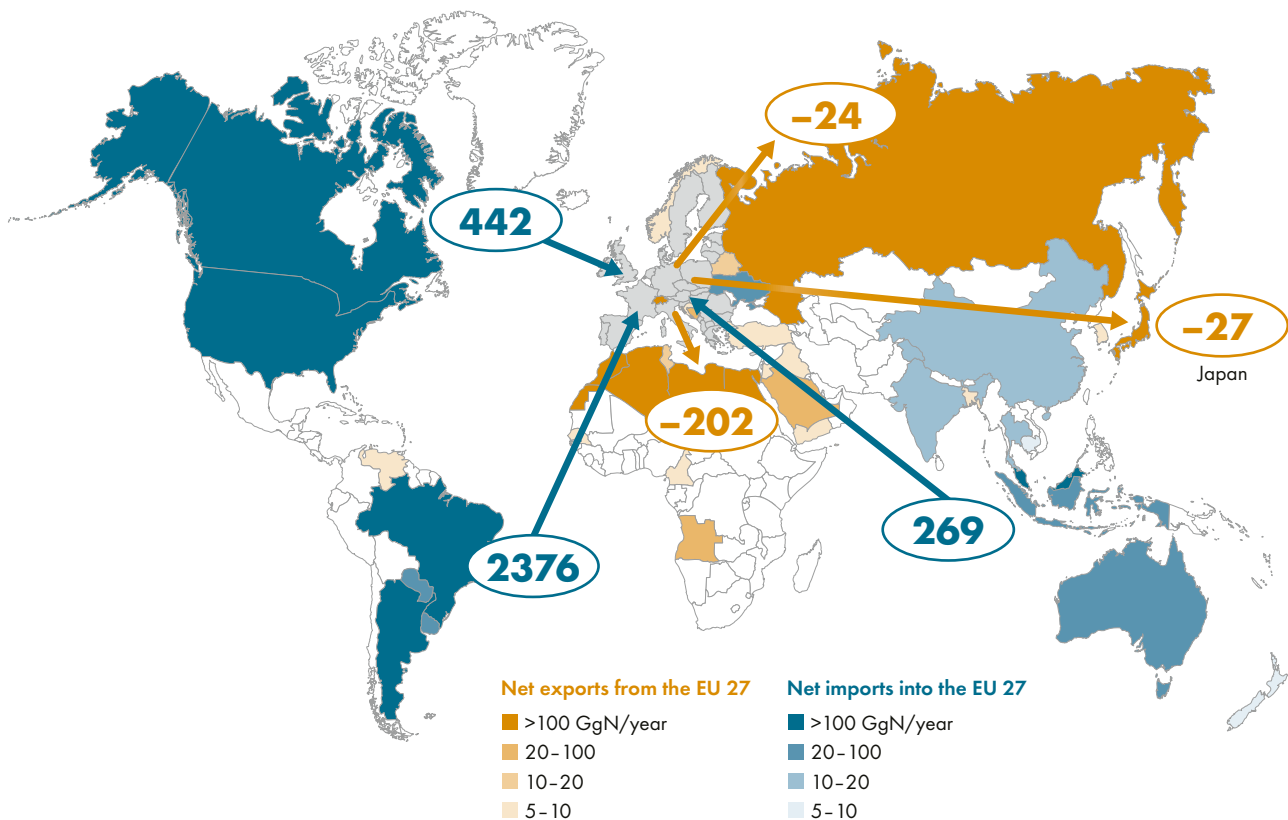 −24
442
−27
Japan
−202
269
2376
Net exports from the EU 27
>100 GgN/year
20–100
10–20
5–10
Net imports into the EU 27
>100 GgN/year
20–100
10–20
5–10